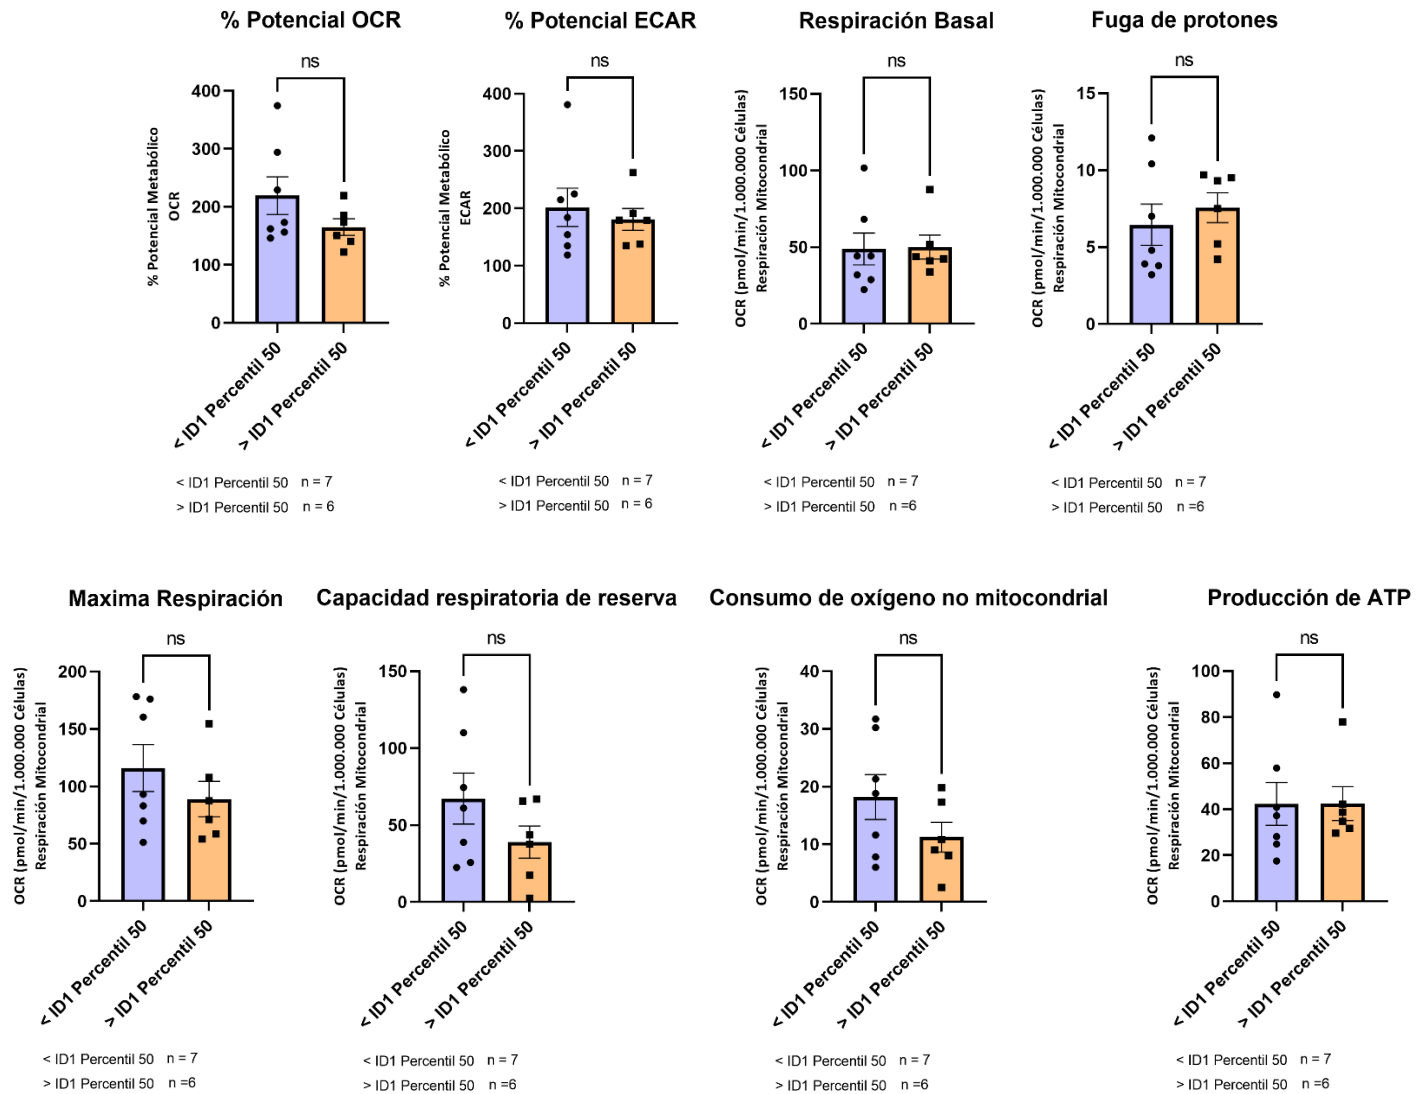 % Potencial OCR
ns
% Potencial Metabólico
OCR
400
300
200
100
0
< ID1 Percentil 50
> ID1 Percentil 50
< ID1 Percentil 50 n = 7
> ID1 Percentil 50 n = 6
% Potencial ECAR
ns
% Potencial Metabólico
ECAR
400
300
200
100
0
< ID1 Percentil 50
> ID1 Percentil 50
< ID1 Percentil 50 n = 7
> ID1 Percentil 50 n = 6
Respiración Basal
ns
OCR (pmol/min/1.000.000 Células)
Respiración Mitocondrial
150
100
50
0
< ID1 Percentil 50
> ID1 Percentil 50
< ID1 Percentil 50 n = 7
> ID1 Percentil 50 n =6
Fuga de protones
ns
OCR (pmol/min/1.000.000 Células)
Respiración Mitocondrial
15
10
5
0
< ID1 Percentil 50
> ID1 Percentil 50
< ID1 Percentil 50 n = 7
> ID1 Percentil 50 n =6
Maxima Respiración
ns
OCR (pmol/min/1.000.000 Células)
Respiración Mitocondrial
200
150
100
50
0
< ID1 Percentil 50
> ID1 Percentil 50
< ID1 Percentil 50 n = 7
> ID1 Percentil 50 n =6
Capacidad respiratoria de reserva
ns
OCR (pmol/min/1.000.000 Células)
Respiración Mitocondrial
150
100
50
0
< ID1 Percentil 50
> ID1 Percentil 50
< ID1 Percentil 50 n = 7
> ID1 Percentil 50 n =6
Consumo de oxígeno no mitocondrial
ns
OCR (pmol/min/1.000.000 Células)
Respiración Mitocondrial
40
30
20
10
0
< ID1 Percentil 50
> ID1 Percentil 50
< ID1 Percentil 50 n = 7
> ID1 Percentil 50 n =6
Producción de ATP
ns
OCR (pmol/min/1.000.000 Células)
Respiración Mitocondrial
100
80
60
40
20
0
< ID1 Percentil 50
> ID1 Percentil 50
< ID1 Percentil 50 n = 7
> ID1 Percentil 50 n =6